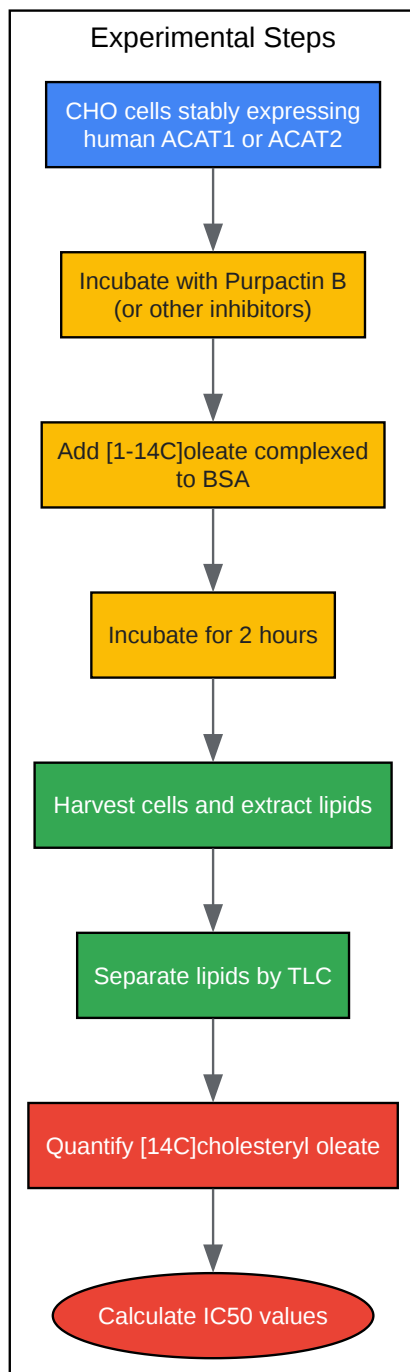 Experimental Steps
CHO cells stably expressing
human ACAT1 or ACAT2
Incubate with Purpactin B
(or other inhibitors)
Add [1-14C]oleate complexed
to BSA
Incubate for 2 hours
Harvest cells and extract lipids
Separate lipids by TLC
Quantify [14C]cholesteryl oleate
Calculate IC50 values